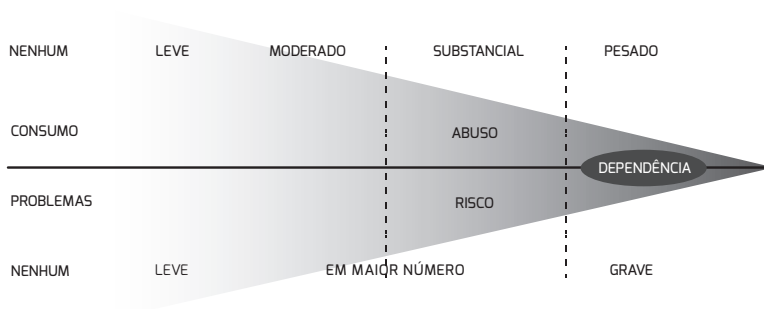 NENHUM LEVE MODERADO SUBSTANCIAL PESADO
CONSUMO ABUSO
DEPENDÊNCIA
PROBLEMAS RISCO
NENHUM LEVE EM MAIOR NÚMERO GRAVE